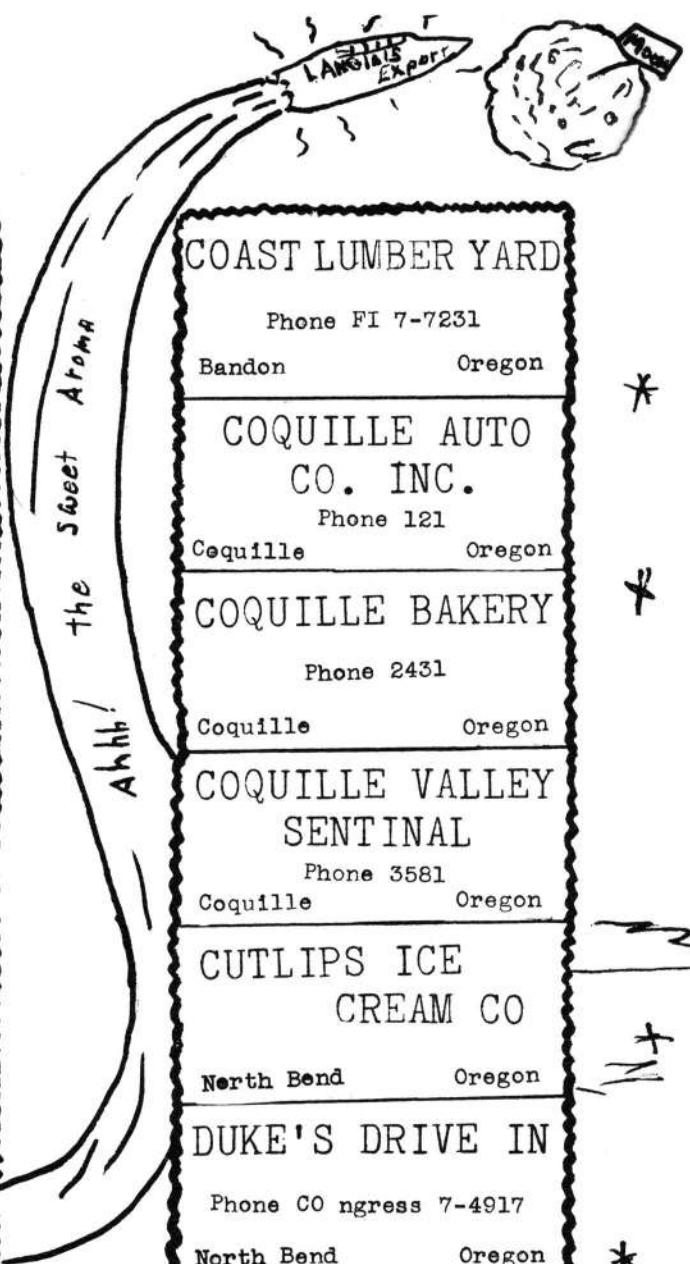 LANGlois
Export
Moon
COAST LUMBER YARD
Phone FI 7-7231
Bandon Oregon
COQUILLE AUTO
CO. INC.
Phone 121
Coquille Oregon
COQUILLE BAKERY
Phone 2431
Coquille Oregon
COQUILLE VALLEY
SENTINAL
Phone 3581
Coquille Oregon
CUTLIPS ICE
CREAM CO
North Bend Oregon
DUKE'S DRIVE IN
Phone CO ngress 7-4917
North Bend Oregon
Ahhh! the sweet Aroma